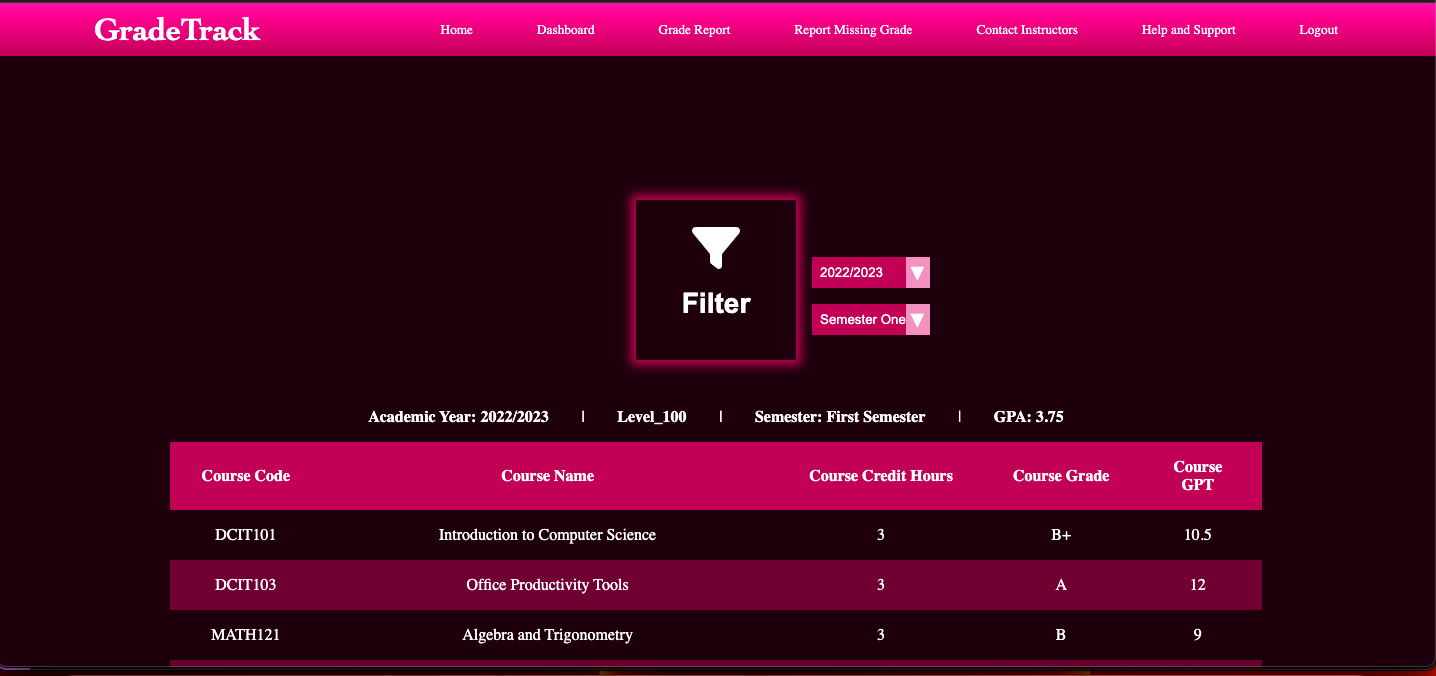 GradeTrack Home Dashboard Grade Report Report Missing Grade Contact Instructors Help and Support Logout
Filter
2022/2023
Semester One
Academic Year: 2022/2023 | Level_100 | Semester: First Semester | GPA: 3.75
Course Code Course Name Course Credit Hours Course Grade Course GPT
DCIT101 Introduction to Computer Science 3 B+ 10.5
DCIT103 Office Productivity Tools 3 A 12
MATH121 Algebra and Trigonometry 3 B 9